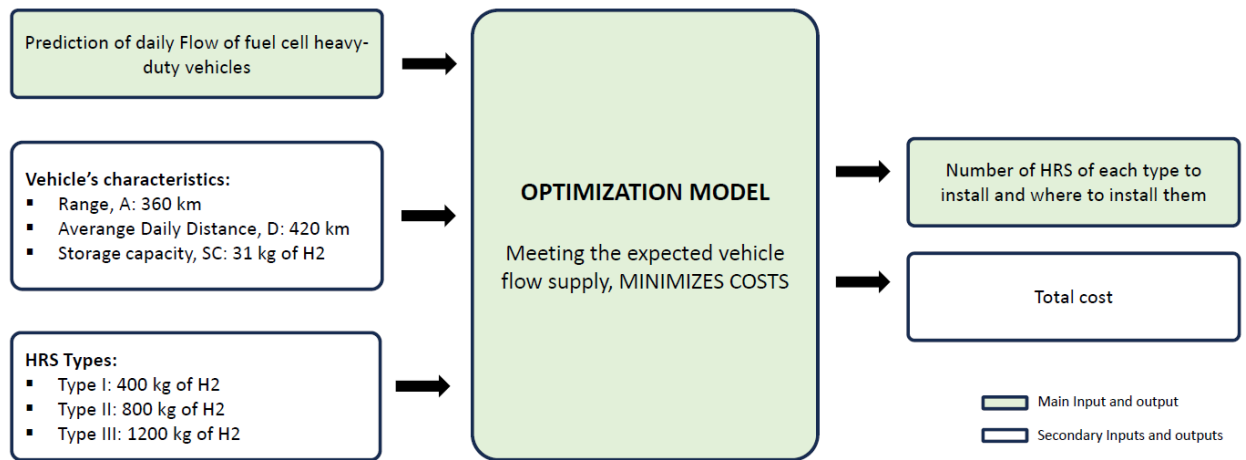 Prediction of daily Flow of fuel cell heavy-
duty vehicles
Vehicle's characteristics:
▪ Range, A: 360 km
▪ Averange Daily Distance, D: 420 km
▪ Storage capacity, SC: 31 kg of H2
HRS Types:
▪ Type I: 400 kg of H2
▪ Type II: 800 kg of H2
▪ Type III: 1200 kg of H2
OPTIMIZATION MODEL
Meeting the expected vehicle
flow supply, MINIMIZES COSTS
Number of HRS of each type to
install and where to install them
Total cost
Main Input and output
Secondary Inputs and outputs